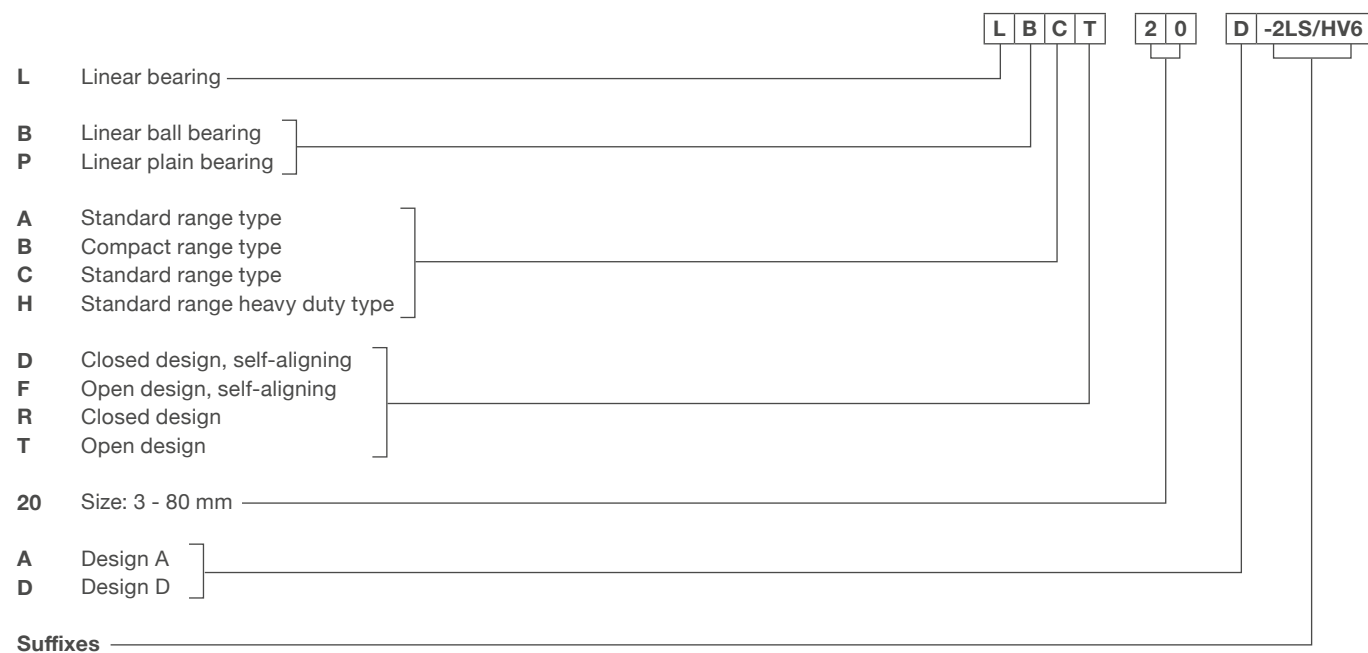 L B C T 2 0 D -2LS/HV6
L Linear bearing
B Linear ball bearing
P Linear plain bearing
A Standard range type
B Compact range type
C Standard range type
H Standard range heavy duty type
D Closed design, self-aligning
F Open design, self-aligning
R Closed design
T Open design
20 Size: 3 - 80 mm
A Design A
D Design D
Suffixes